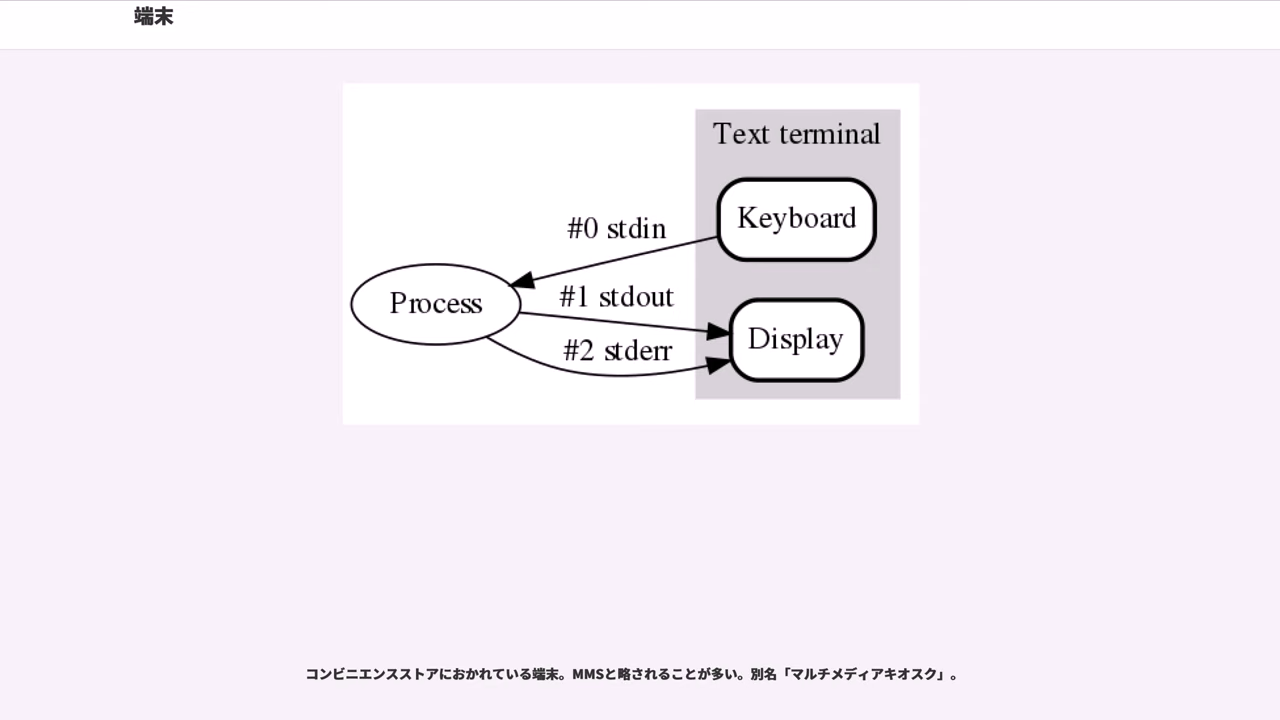 端末
Text terminal
Keyboard
#0 stdin
Process
#1 stdout
Display
#2 stderr
コンビニエンスストアにおかれている端末。MMSと略されることが多い。別名「マルチメディアキオスク」。